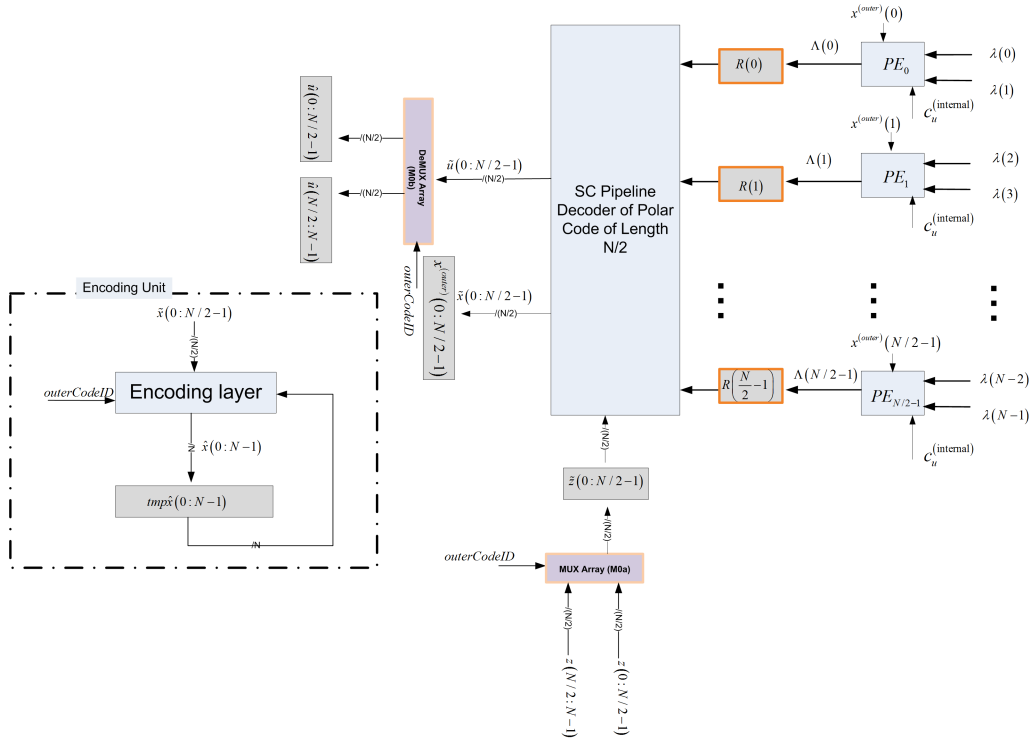 x^{(outer)}(0)
Λ(0)
R(0)
PE_0
λ(0)
λ(1)
c_u^{(internal)}
x^{(outer)}(1)
Λ(1)
R(1)
PE_1
λ(2)
λ(3)
c_u^{(internal)}
û(0:N/2−1)
/(N/2)
û(N/2:N−1)
/(N/2)
DeMUX Array
(M0b)
ũ(0:N/2−1)
/(N/2)
outerCodeID
SC Pipeline
Decoder of Polar
Code of Length
N/2
x^{(outer)}(0:N/2−1)
x̃(0:N/2−1)
/(N/2)
x^{(outer)}(N/2−1)
Λ(N/2−1)
R(N/2−1)
PE_{N/2−1}
λ(N−2)
λ(N−1)
c_u^{(internal)}
Encoding Unit
x̃(0:N/2−1)
/(N/2)
outerCodeID
Encoding layer
/N
x̂(0:N−1)
tmpx̂(0:N−1)
/N
/(N/2)
z̃(0:N/2−1)
/(N/2)
outerCodeID
MUX Array (M0a)
/(N/2)
/(N/2)
z(N/2:N−1)
z(0:N/2−1)